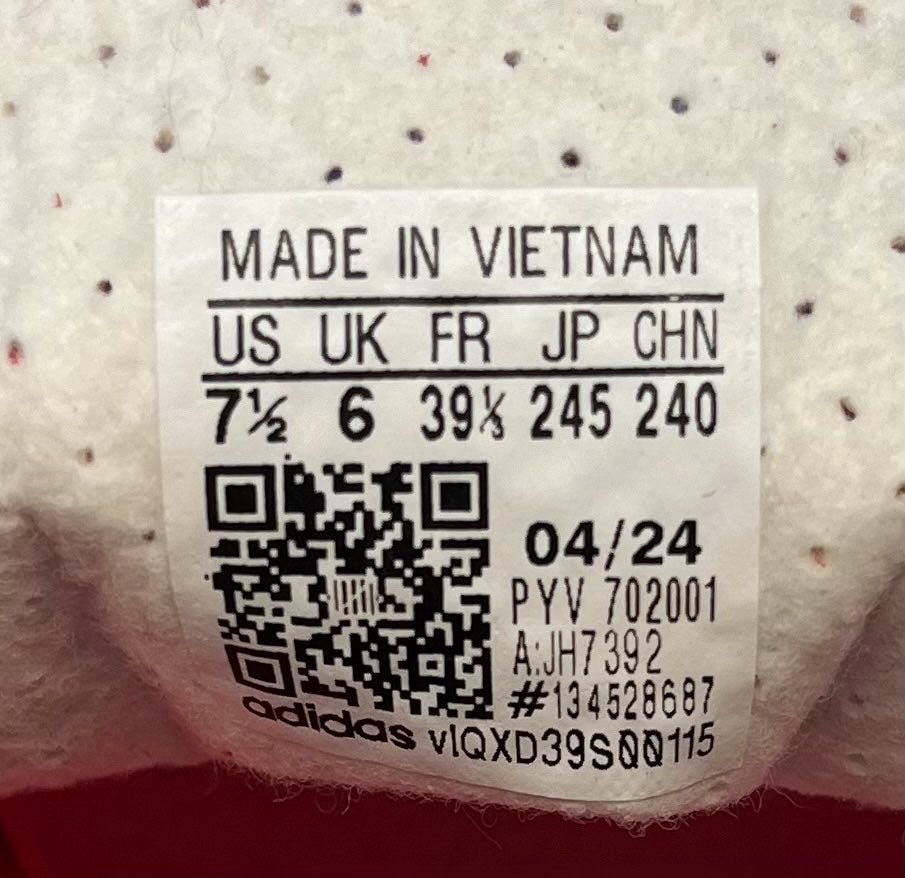 MADE IN VIETNAM
US UK FR JP CHN
7½ 6 39⅓ 245 240
04/24
PYV 702001
A:JH7392
#134528687
adidas vIQXD39S00115